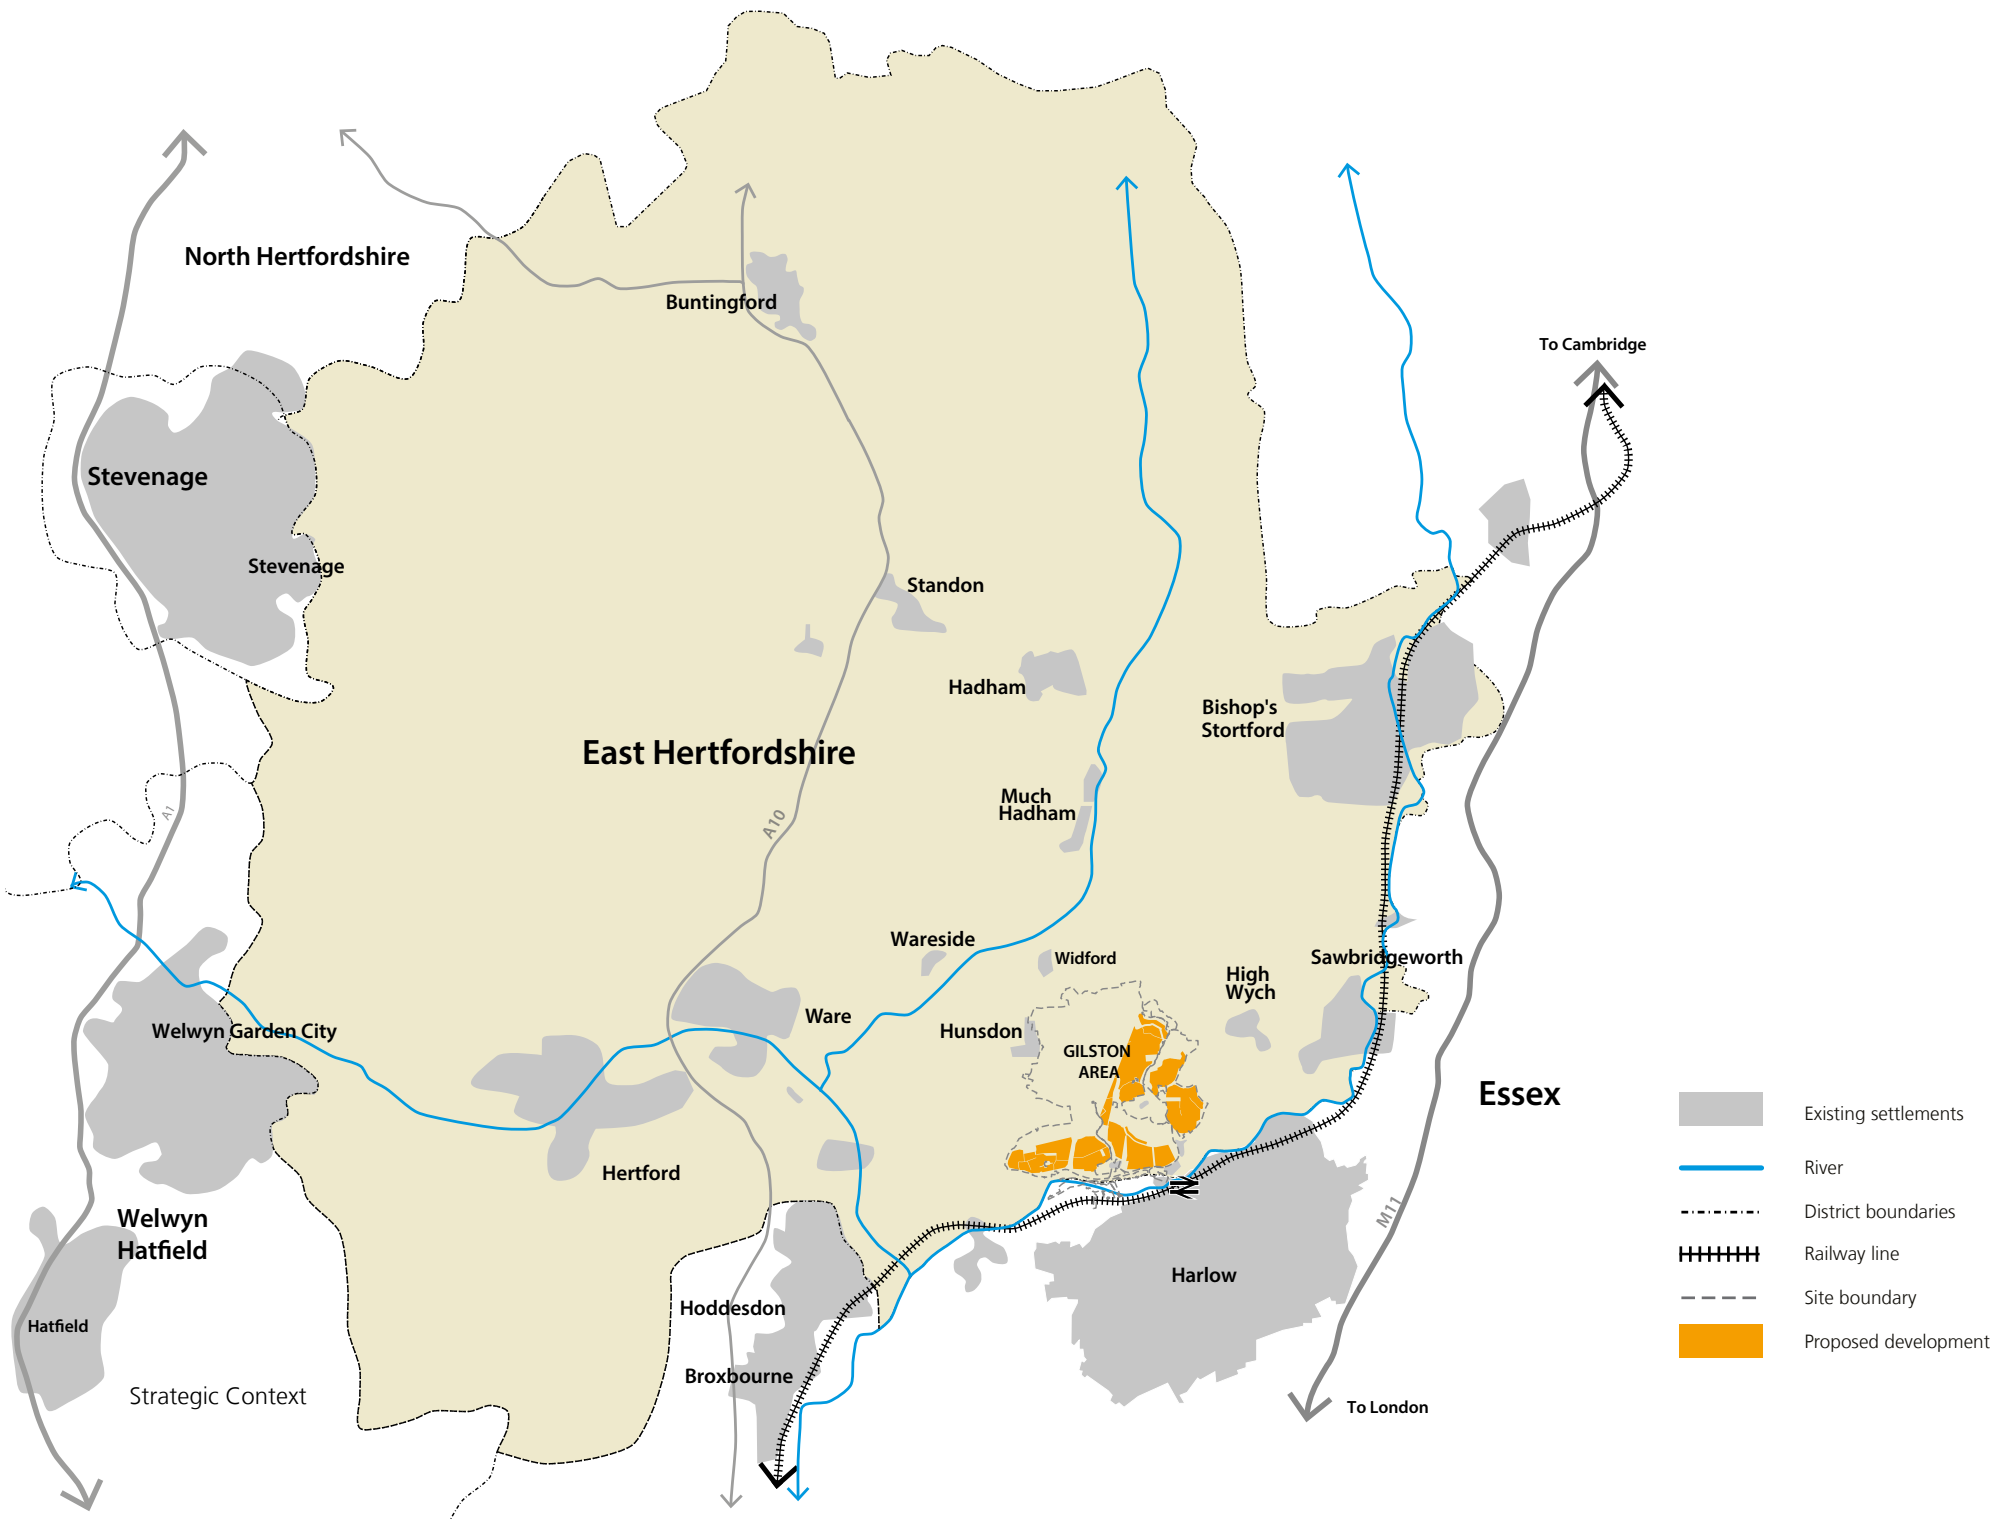 North Hertfordshire
Buntingford
To Cambridge
Stevenage
Stevenage
Standon
Hadham
Bishop's
Stortford
East Hertfordshire
Much
Hadham
A1
A10
Wareside
Widford
Sawbridgeworth
High
Wych
Ware
Hunsdon
Welwyn Garden City
GILSTON
AREA
Essex
Existing settlements
River
Hertford
District boundaries
M11
Welwyn
Hatfield
Railway line
Harlow
Site boundary
Hoddesdon
Hatfield
Proposed development
Broxbourne
Strategic Context
To London